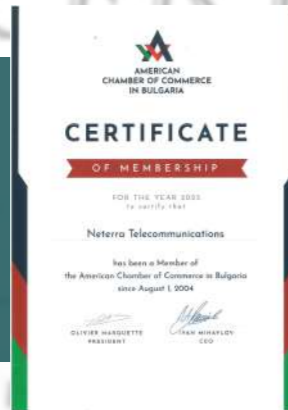 AMERICAN
CHAMBER OF COMMERCE
IN BULGARIA
CERTIFICATE
OF MEMBERSHIP
FOR THE YEAR
to certify that
Neterra Telecommunications
has been a Member of
the American Chamber of Commerce in Bulgaria
since August 1, 2004
OLIVIER MARQUETTE
IVAN MIHAYLOV
PRESIDENT
CEO